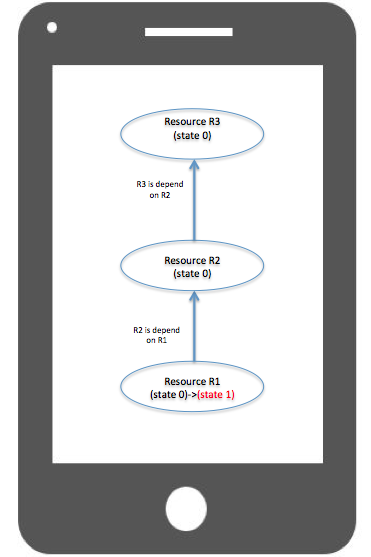 Resource R3
(state 0)
R3 is depend
on R2
Resource R2
(state 0)
R2 is depend
on R1
Resource R1
(state 0)->(state 1)